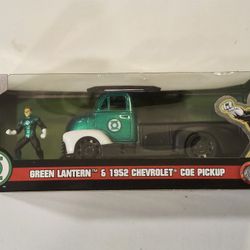 GREEN LANTERN™ & 1952 CHEVROLET® COE PICKUP